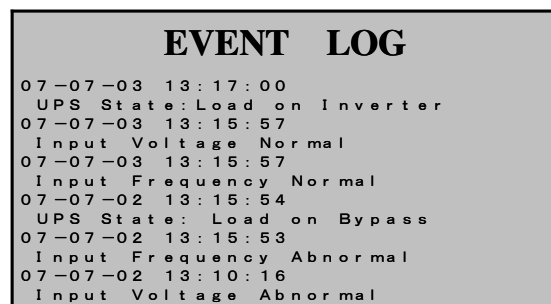 EVENT LOG
07-07-03 13:17:00
UPS State:Load on Inverter
07-07-03 13:15:57
Input Voltage Normal
07-07-03 13:15:57
Input Frequency Normal
07-07-02 13:15:54
UPS State: Load on Bypass
07-07-02 13:15:53
Input Frequency Abnormal
07-07-02 13:10:16
Input Voltage Abnormal